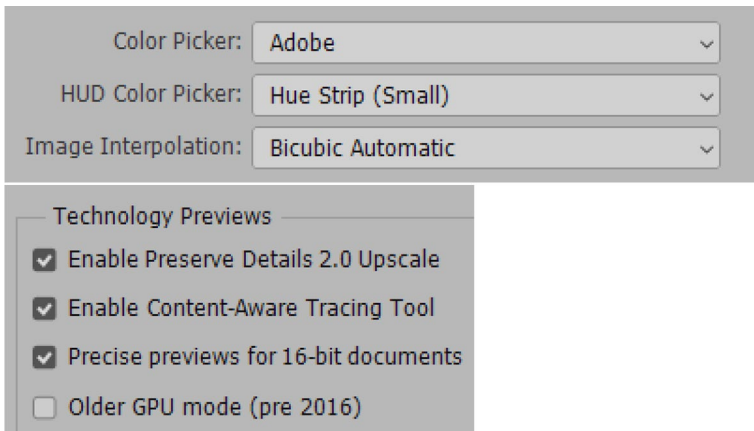 Color Picker: Adobe
HUD Color Picker: Hue Strip (Small)
Image Interpolation: Bicubic Automatic
Technology Previews
Enable Preserve Details 2.0 Upscale
Enable Content-Aware Tracing Tool
Precise previews for 16-bit documents
Older GPU mode (pre 2016)